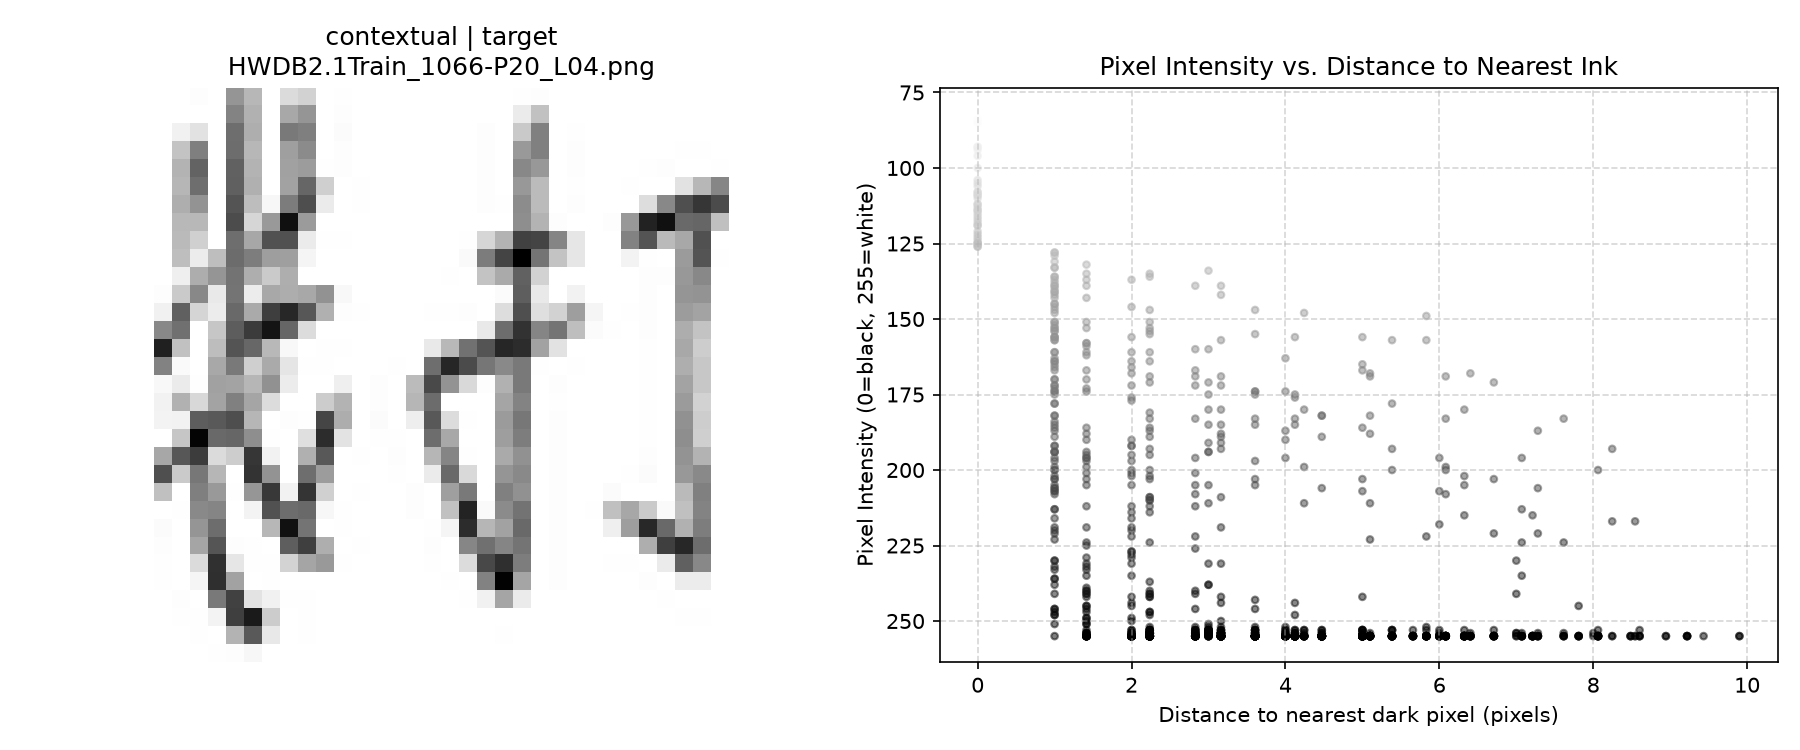 contextual | target
HWDB2.1Train_1066-P20_L04.png
Pixel Intensity vs. Distance to Nearest Ink
Pixel Intensity (0=black, 255=white)
75
100
125
150
175
200
225
250
0 2 4 6 8 10
Distance to nearest dark pixel (pixels)